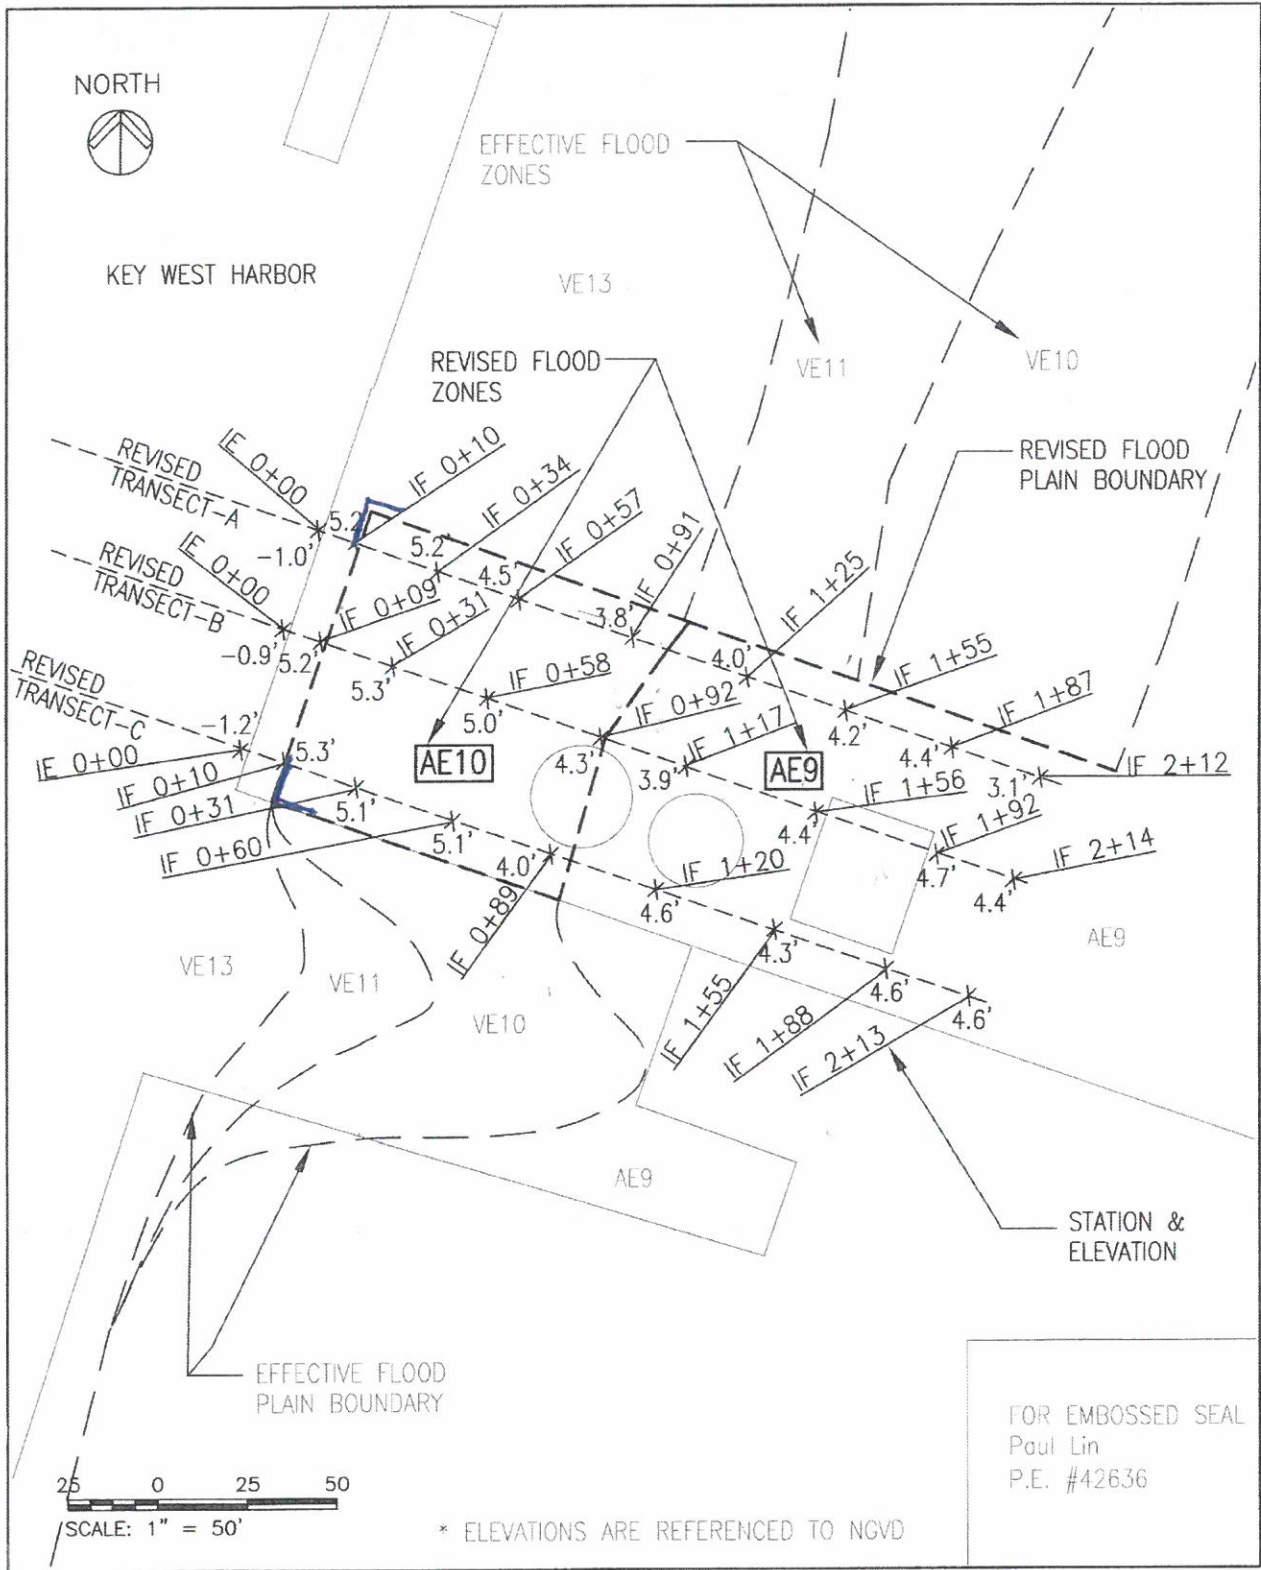 NORTH
EFFECTIVE FLOOD
ZONES
KEY WEST HARBOR
VE13
REVISED FLOOD
ZONES
VE11
VE10
REVISED
TRANSECT-A
IE 0+00
IF 0+10
IF 0+34
IF 0+57
IF 0+91
IF 1+25
REVISED FLOOD
PLAIN BOUNDARY
5.2'
-1.0'
5.2'
4.5'
3.8'
4.0'
IF 1+55
IF 1+87
4.2'
4.4'
3.1'
IF 2+12
REVISED
TRANSECT-B
IE 0+00
IF 0+09
IF 0+31
IF 0+58
IF 0+92
IF 1+17
-0.9'
5.2'
5.3'
5.0'
4.3'
3.9'
AE10
AE9
IF 1+56
IF 1+92
IF 2+14
4.4'
4.7'
4.4'
REVISED
TRANSECT-C
-1.2'
5.3'
IE 0+00
IF 0+10
IF 0+31
IF 0+60
5.1'
5.1'
4.0'
IF 0+89
IF 1+20
4.6'
4.3'
4.6'
4.6'
IF 1+55
IF 1+88
IF 2+13
AE9
VE13
VE11
VE10
AE9
STATION &
ELEVATION
EFFECTIVE FLOOD
PLAIN BOUNDARY
FOR EMBOSSED SEAL
Paul Lin
P.E. #42636
25 0 25 50
SCALE: 1" = 50'
* ELEVATIONS ARE REFERENCED TO NGVD